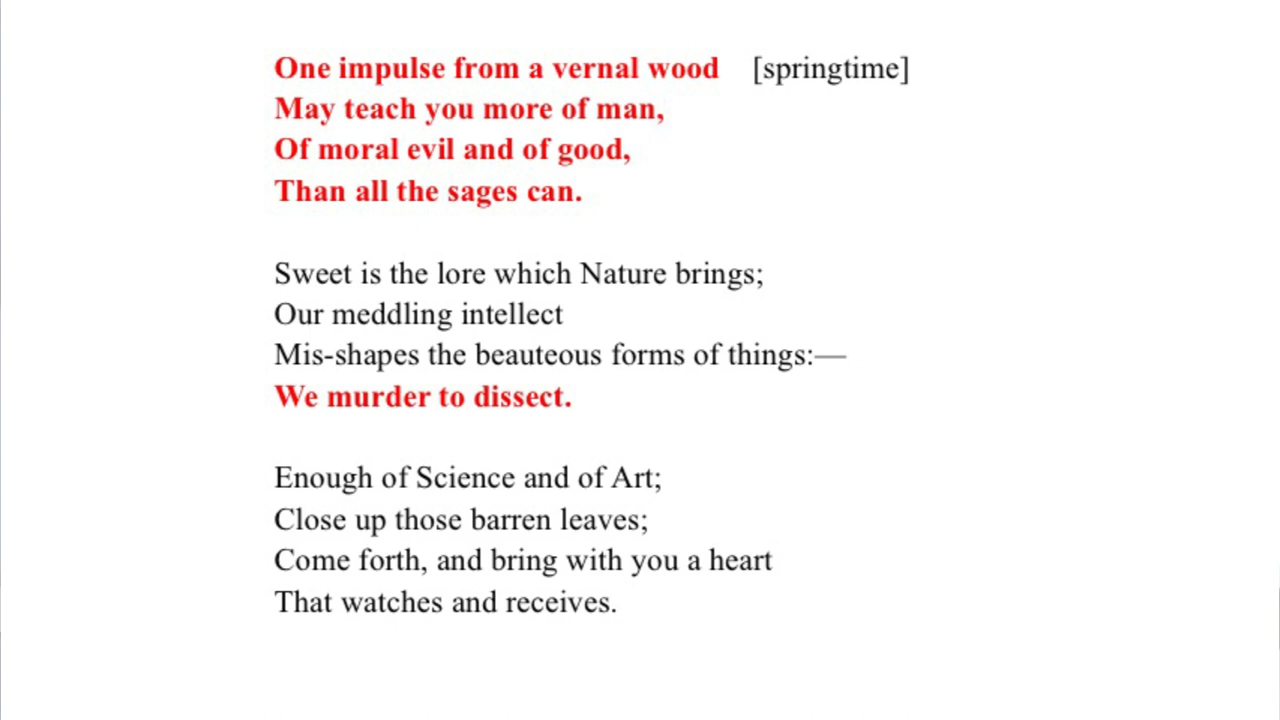 One impulse from a vernal wood [springtime]
May teach you more of man,
Of moral evil and of good,
Than all the sages can.
Sweet is the lore which Nature brings;
Our meddling intellect
Mis-shapes the beauteous forms of things:—
We murder to dissect.
Enough of Science and of Art;
Close up those barren leaves;
Come forth, and bring with you a heart
That watches and receives.